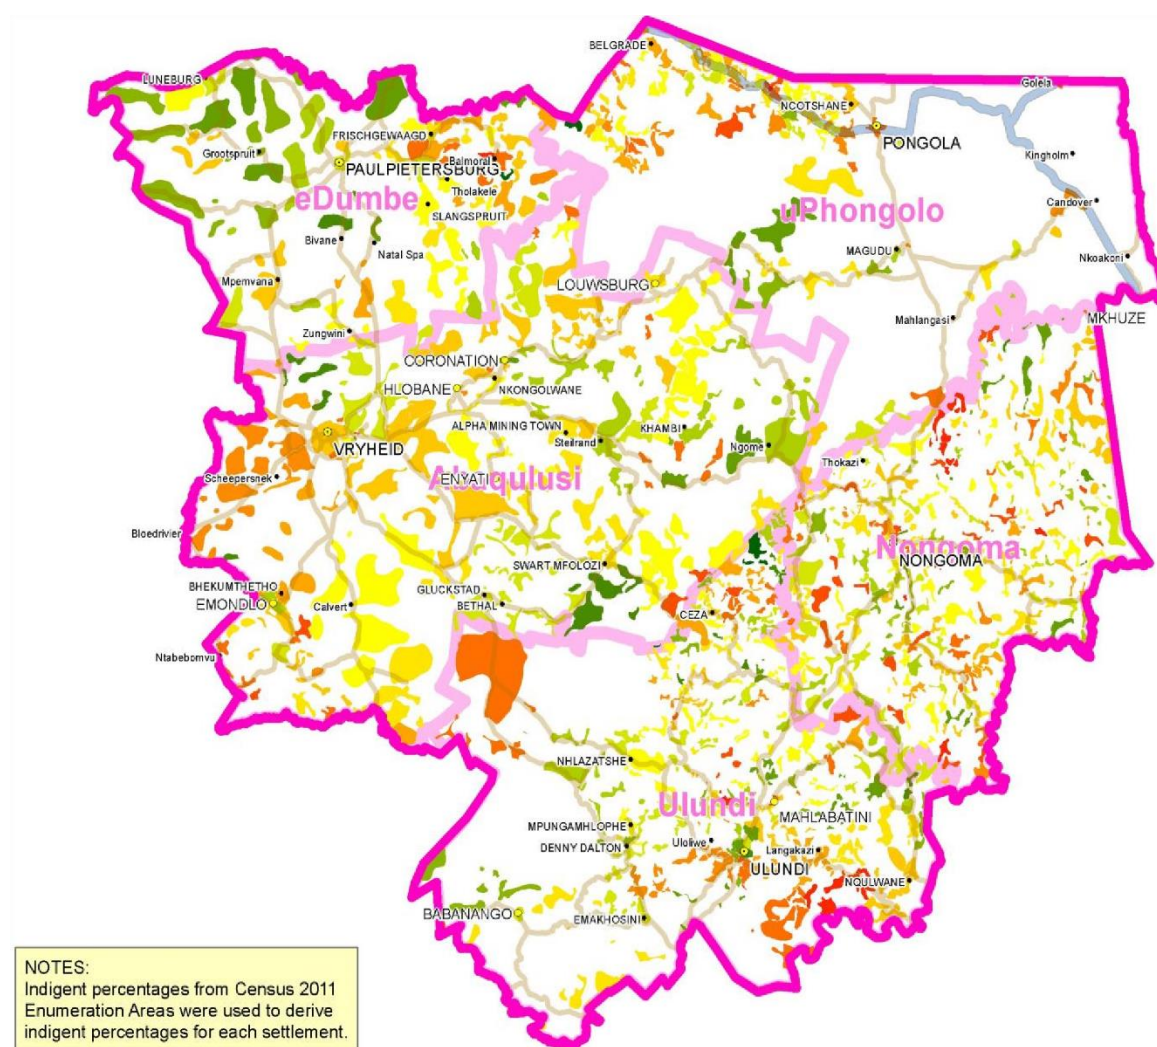 BELGRADE
LUNEBURG
Golela
NCOTSHANE
FRISCHGEWAAGD
PONGOLA
Grootspruit
Balmoral
Kingholm
PAULPIETERSBURG
Tholakele
eDumbe
uPhongolo
Candover
SLANGSPRUIT
Bivane
Natal Spa
MAGUDU
Nkoakoni
Mpemvana
LOUWSBURG
Mahlangasi
MKHUZE
Zungwini
CORONATION
HLOBANE
NKONGOLWANE
ALPHA MINING TOWN
KHAMBI
VRYHEID
Steilrand
Ngome
Thokazi
Scheepersnek
Abaqulusi
ENYATI
Bloedrivier
Nongoma
NONGOMA
SWART MFOLOZI
BHEKUMTHETHO
GLUCKSTAD
EMONDLO
Calvert
BETHAL
CEZA
Ntabebomvu
NHLAZATSHE
Ulundi
MAHLABATINI
MPUNGAMHLOPHE
DENNY DALTON
Uloliwe
Langakazi
ULUNDI
NQULWANE
BABANANGO
EMAKHOSINI
NOTES:
Indigent percentages from Census 2011
Enumeration Areas were used to derive
indigent percentages for each settlement.